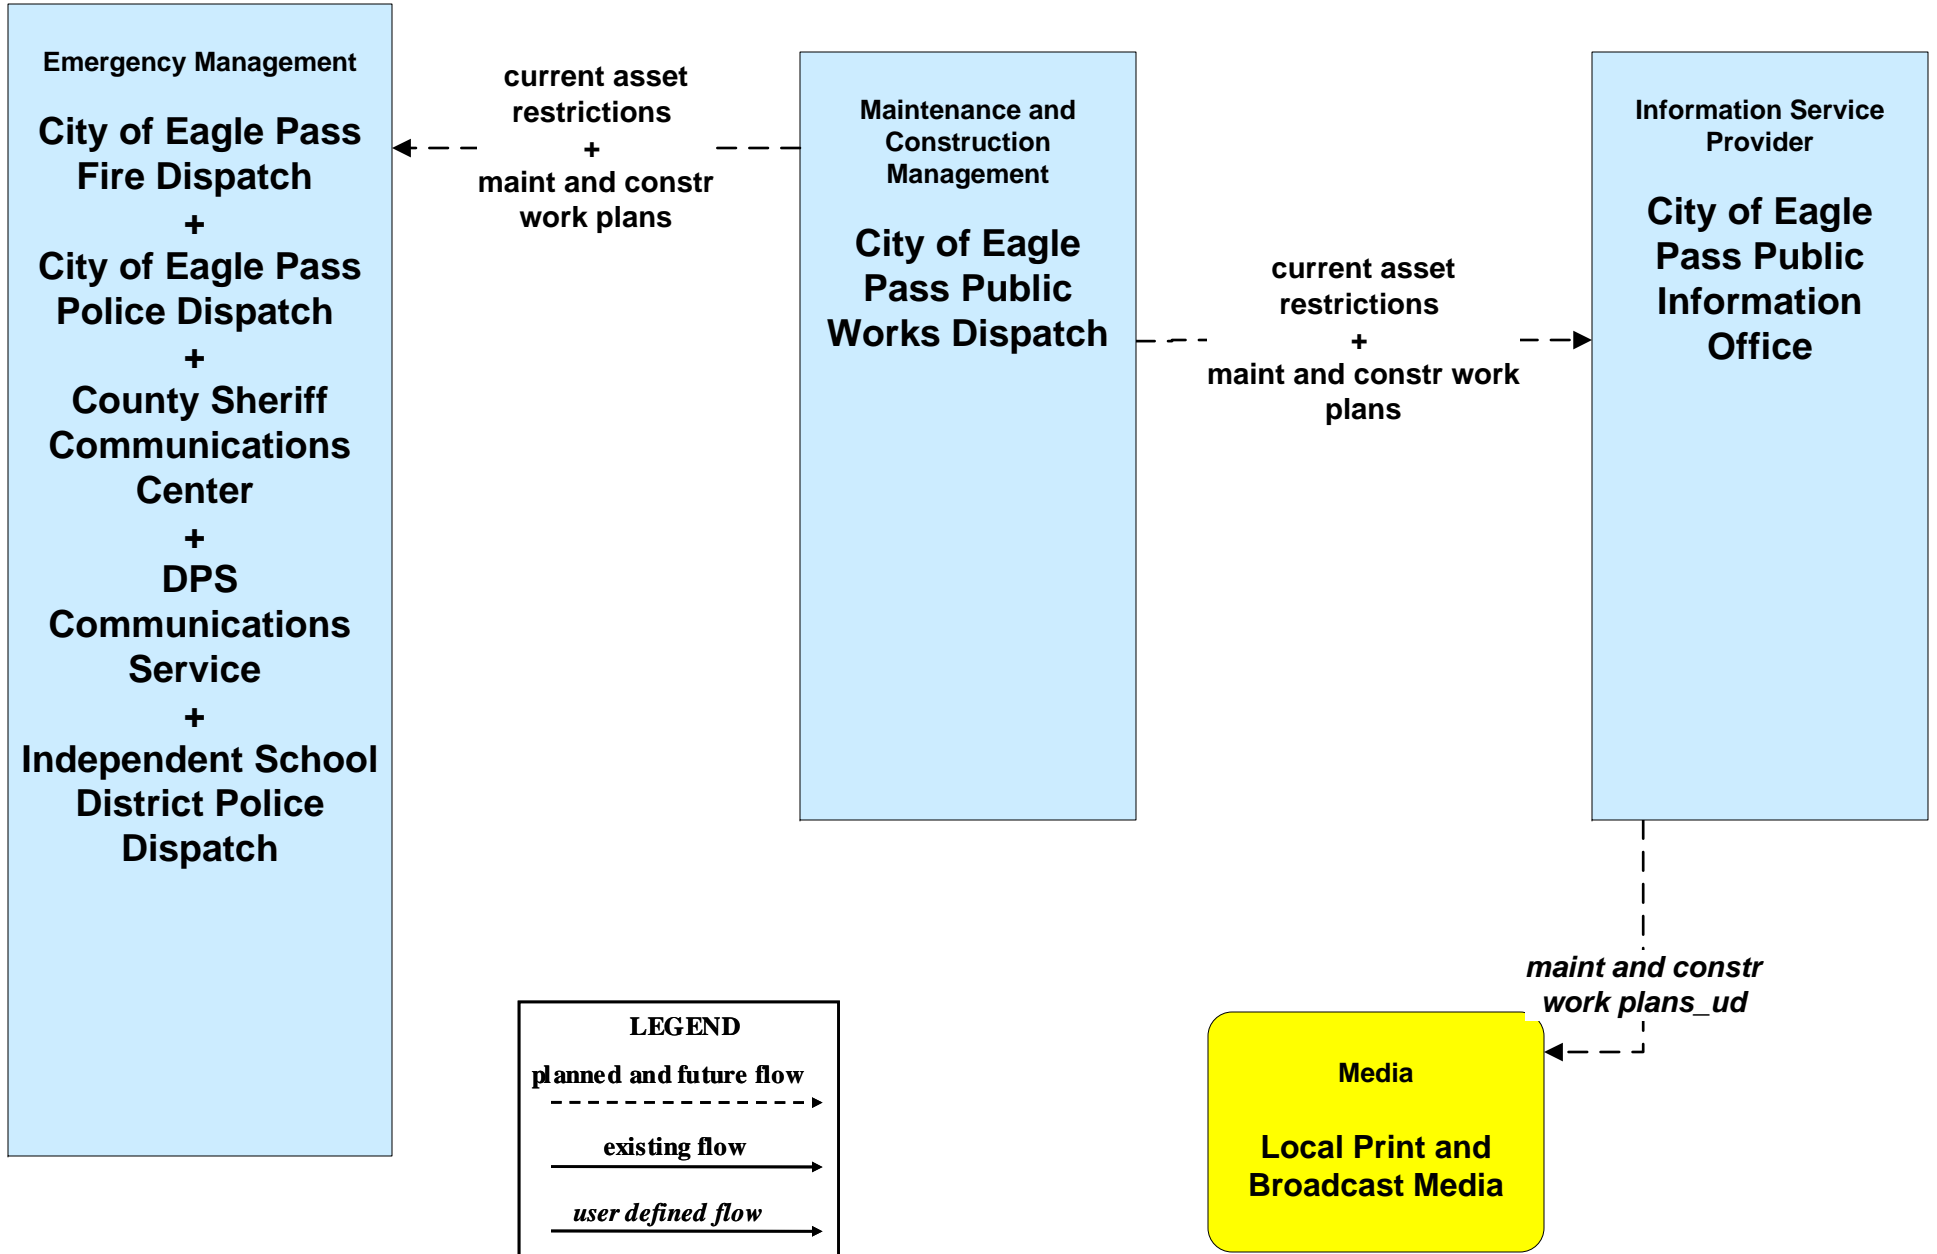 Emergency Management
City of Eagle Pass
Fire Dispatch
+
City of Eagle Pass
Police Dispatch
+
County Sheriff
Communications
Center
+
DPS
Communications
Service
+
Independent School
District Police
Dispatch
current asset
restrictions
+
maint and constr
work plans
Maintenance and
Construction
Management
City of Eagle
Pass Public
Works Dispatch
current asset
restrictions
+
maint and constr work
plans
Information Service
Provider
City of Eagle
Pass Public
Information
Office
maint and constr
work plans_ud
Media
Local Print and
Broadcast Media
LEGEND
planned and future flow
existing flow
user defined flow